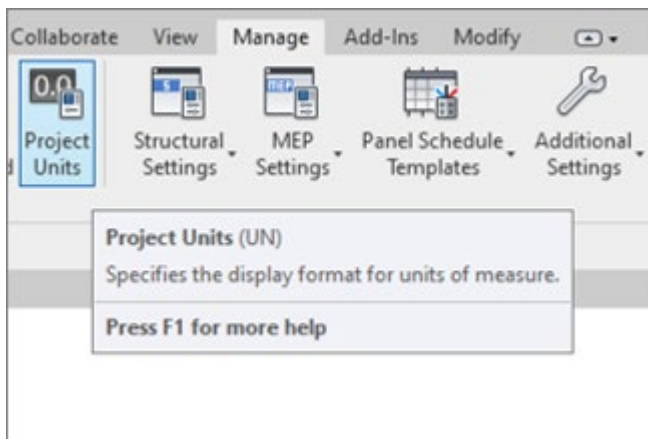 Collaborate View Manage Add-Ins Modify
0.0
S
MEP
Project Structural MEP Panel Schedule Additional
Units Settings Settings Templates Settings
Project Units (UN)
Specifies the display format for units of measure.
Press F1 for more help